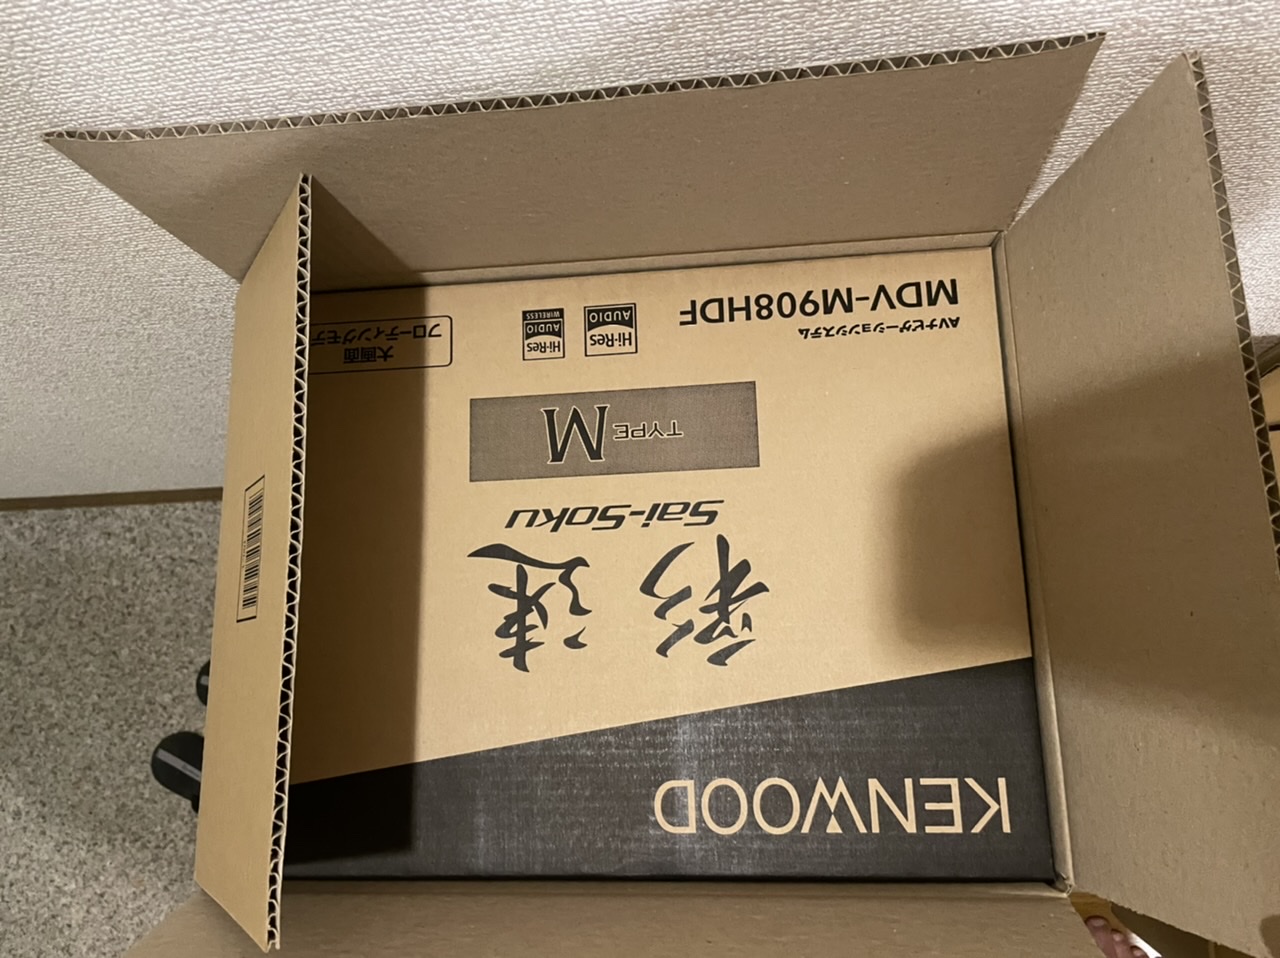 KENWOOD
彩速
Sai-Soku
TYPE M
AVナビゲーションシステム
MDV-M908HDF
Hi-Res
AUDIO
Hi-Res
AUDIO
WIRELESS
大画面
フローティングモデ